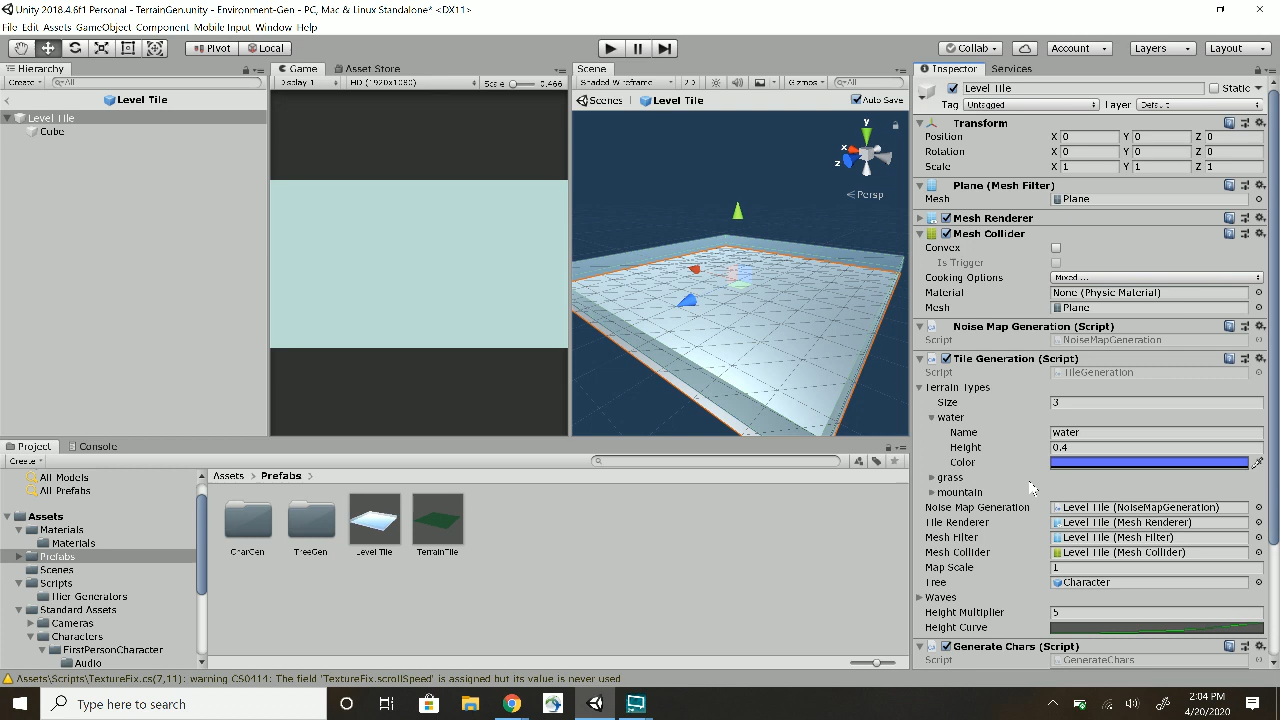 Unity 2018.4.6f1 Personal - TerrainGen.unity - Environment-Gen - PC, Mac & Linux Standalone* <DX11>
File Edit Assets GameObject Component Mobile Input Window Help
Pivot Local Collab Account Layers Layout
Hierarchy
Create All
Level Tile
Level Tile
Cube
Game Asset Store
Display 1 HD (1920x1080) Scale 0.466
Scene
Shaded Wireframe 2D Gizmos All
Scenes Level Tile Auto Save
y
x
z
Persp
Inspector Services
Level Tile Static
Tag Untagged Layer Default
Transform
Position X 0 Y 0 Z 0
Rotation X 0 Y 0 Z 0
Scale X 1 Y 1 Z 1
Plane (Mesh Filter)
Mesh Plane
Mesh Renderer
Mesh Collider
Convex
Is Trigger
Cooking Options Mixed ...
Material None (Physic Material)
Mesh Plane
Noise Map Generation (Script)
Script NoiseMapGeneration
Tile Generation (Script)
Script TileGeneration
Terrain Types
Size 3
water
Name water
Height 0.4
Color
grass
mountain
Noise Map Generation Level Tile (NoiseMapGeneration)
Tile Renderer Level Tile (Mesh Renderer)
Mesh Filter Level Tile (Mesh Filter)
Mesh Collider Level Tile (Mesh Collider)
Map Scale 1
Tree Character
Waves
Height Multiplier 5
Height Curve
Generate Chars (Script)
Script GenerateChars
Project Console
Create
All Models
All Prefabs
Assets
Materials
Materials
Prefabs
Scenes
Scripts
Hier Generators
Standard Assets
Cameras
Characters
FirstPersonCharacter
Audio
Assets > Prefabs >
CharGen TreeGen Level Tile TerrainTile
Assets\Scripts\TextureFix.cs(7,11): warning CS0414: The field 'TextureFix.scrollSpeed' is assigned but its value is never used
Type here to search
2:04 PM
4/20/2020